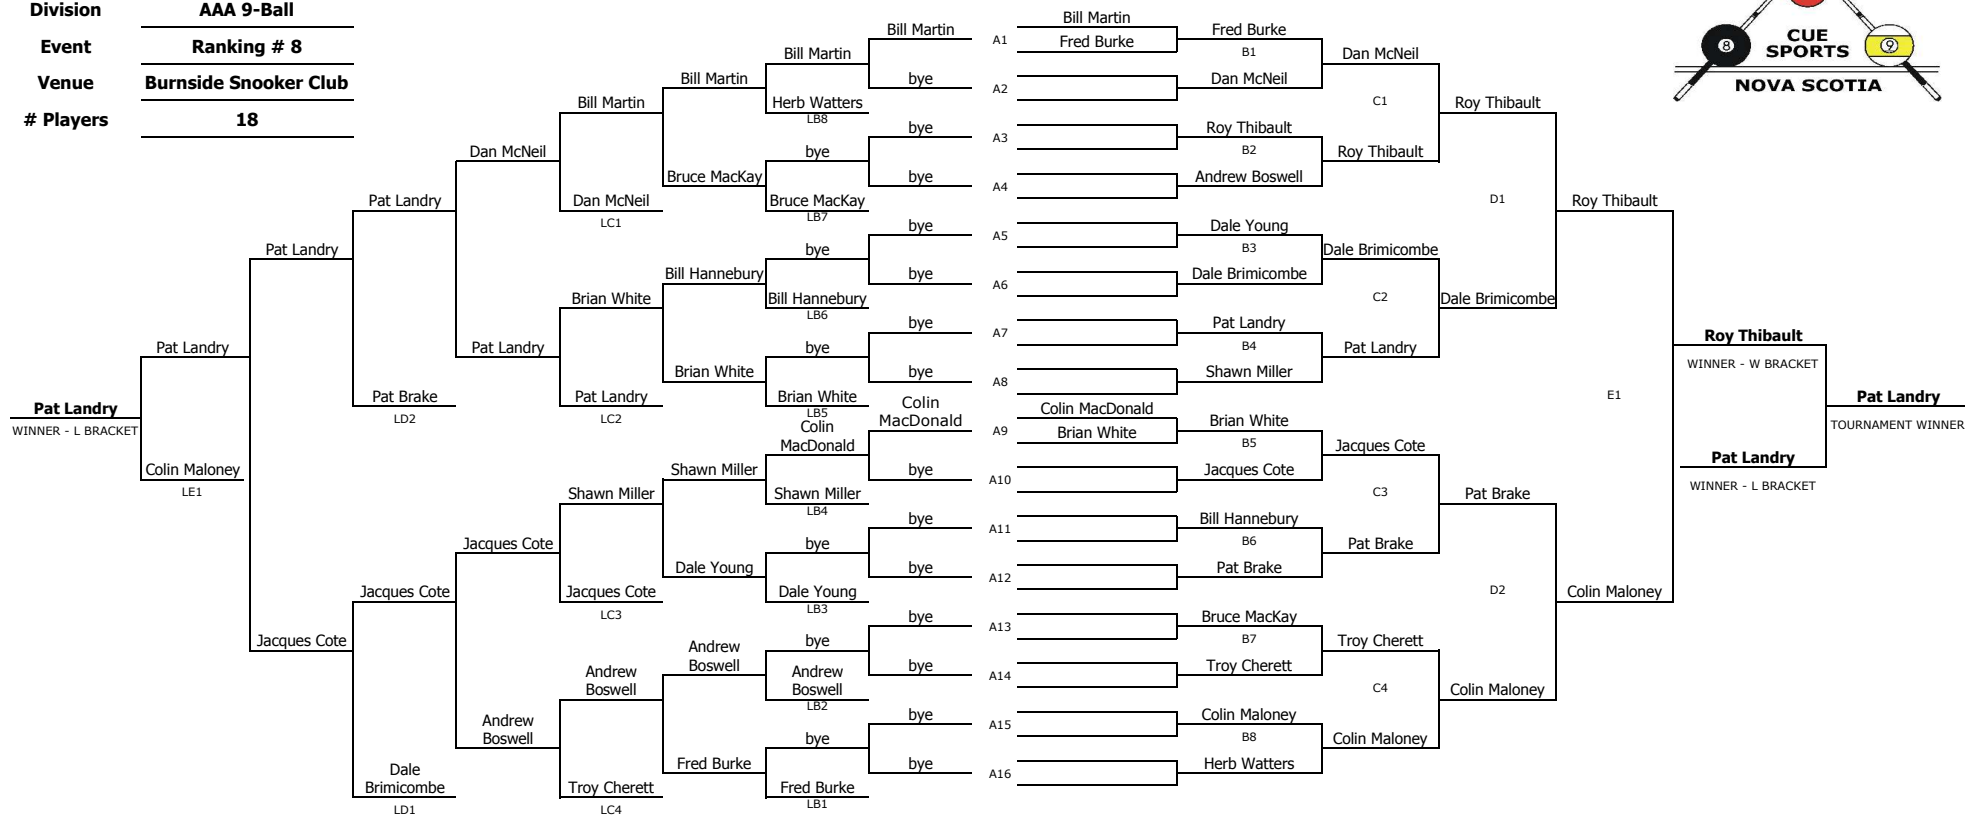 Division AAA 9-Ball
Event Ranking # 8
Venue Burnside Snooker Club
# Players 18
8
9
CUE
SPORTS
NOVA SCOTIA
Pat Landry
WINNER - L BRACKET
Pat Landry
Colin Maloney
LE1
Pat Landry
Jacques Cote
Pat Landry
Pat Brake
LD2
Jacques Cote
Dale
Brimicombe
LD1
Dan McNeil
Pat Landry
Jacques Cote
Andrew
Boswell
Bill Martin
Dan McNeil
LC1
Brian White
Pat Landry
LC2
Shawn Miller
Jacques Cote
LC3
Andrew
Boswell
Troy Cherett
LC4
Bill Martin
Bruce MacKay
Bill Hannebury
Brian White
Shawn Miller
Dale Young
Andrew
Boswell
Fred Burke
Bill Martin
Herb Watters
LB8
bye
Bruce MacKay
LB7
bye
Bill Hannebury
LB6
bye
Brian White
LB5
Colin
MacDonald
Shawn Miller
LB4
bye
Dale Young
LB3
bye
Andrew
Boswell
LB2
bye
Fred Burke
LB1
Bill Martin
bye
bye
bye
bye
bye
bye
bye
Colin
MacDonald
bye
bye
bye
bye
bye
bye
bye
A1
A2
A3
A4
A5
A6
A7
A8
A9
A10
A11
A12
A13
A14
A15
A16
Bill Martin
Fred Burke
Colin MacDonald
Brian White
Fred Burke
B1
Dan McNeil
Roy Thibault
B2
Andrew Boswell
Dale Young
B3
Dale Brimicombe
Pat Landry
B4
Shawn Miller
Brian White
B5
Jacques Cote
Bill Hannebury
B6
Pat Brake
Bruce MacKay
B7
Troy Cherett
Colin Maloney
B8
Herb Watters
Dan McNeil
C1
Roy Thibault
Dale Brimicombe
C2
Pat Landry
Jacques Cote
C3
Pat Brake
Troy Cherett
C4
Colin Maloney
Roy Thibault
D1
Dale Brimicombe
Pat Brake
D2
Colin Maloney
Roy Thibault
E1
Colin Maloney
Roy Thibault
WINNER - W BRACKET
Pat Landry
WINNER - L BRACKET
Pat Landry
TOURNAMENT WINNER